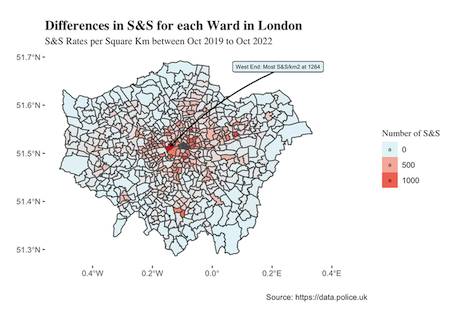 Differences in S&S for each Ward in London
S&S Rates per Square Km between Oct 2019 to Oct 2022
51.7°N
West End: Most S&S/km2 at 1264
51.6°N
51.5°N
51.4°N
51.3°N
0.4°W
0.2°W
0.0°
0.2°E
0.4°E
Number of S&S
a 0
a 500
a 1000
Source: https://data.police.uk